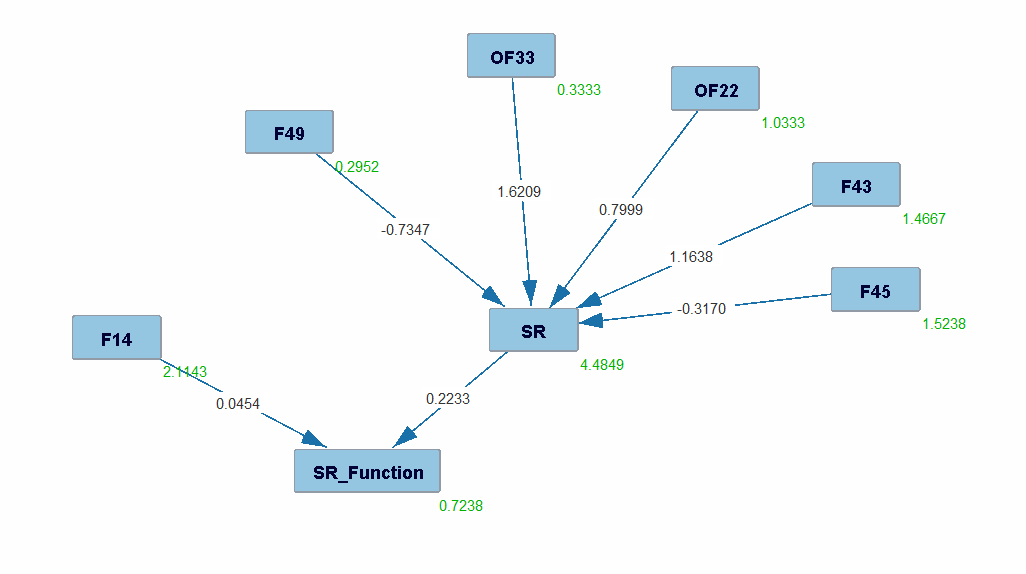 OF33
0.3333
OF22
1.0333
F49
0.2952
F43
1.4667
1.6209
0.7999
-0.7347
1.1638
F45
1.5238
-0.3170
SR
4.4849
F14
2.1143
0.0454
0.2233
SR_Function
0.7238